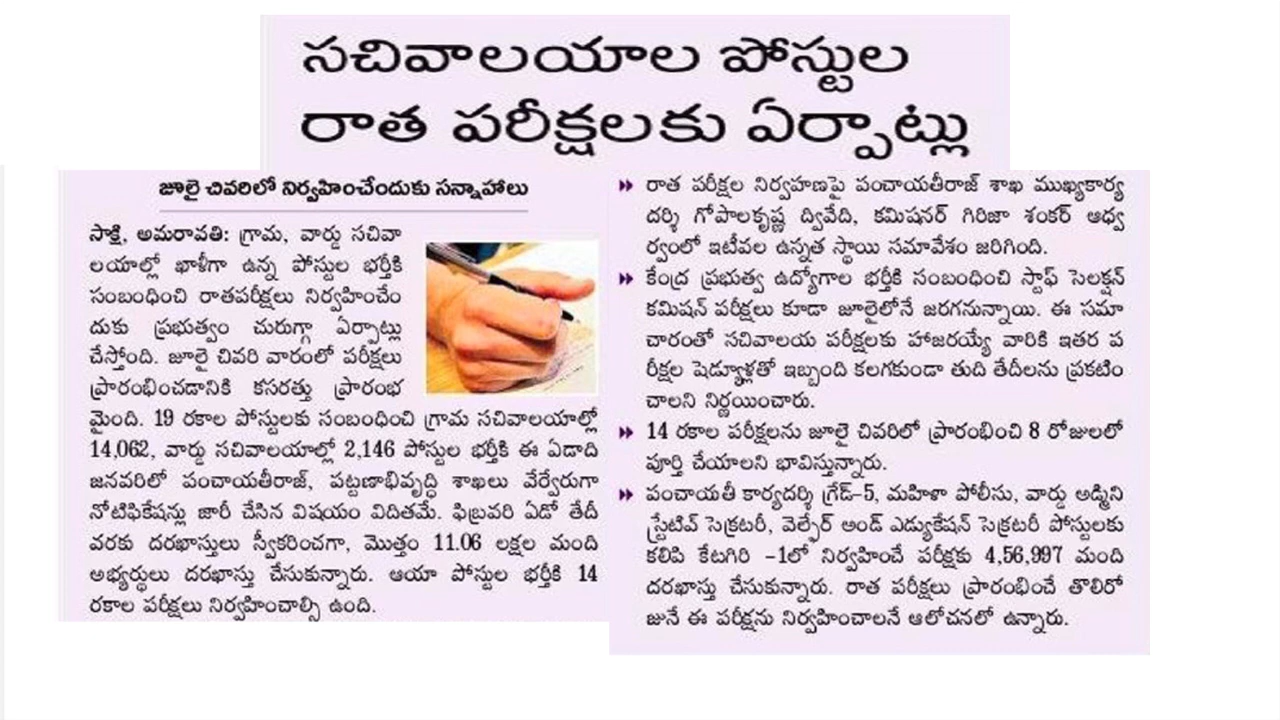 సచివాలయాల పోస్టుల
రాత పరీక్షలకు ఏర్పాట్లు
జూలై చివరిలో నిర్వహించేందుకు సన్నాహాలు
సాక్షి, అమరావతి: గ్రామ, వార్డు సచివా
లయాల్లో ఖాళీగా ఉన్న పోస్టుల భర్తీకి
సంబంధించి రాతపరీక్షలు నిర్వహించేం
దుకు ప్రభుత్వం చురుగ్గా ఏర్పాట్లు
చేస్తోంది. జూలై చివరి వారంలో పరీక్షలు
ప్రారంభించడానికి కసరత్తు ప్రారంభ
మైంది. 19 రకాల పోస్టులకు సంబంధించి గ్రామ సచివాలయాల్లో
14,062, వార్డు సచివాలయాల్లో 2,146 పోస్టుల భర్తీకి ఈ ఏడాది
జనవరిలో పంచాయతీరాజ్, పట్టణాభివృద్ధి శాఖలు వేర్వేరుగా
నోటిఫికేషన్లు జారీ చేసిన విషయం విదితమే. ఫిబ్రవరి ఏడో తేదీ
వరకు దరఖాస్తులు స్వీకరించగా, మొత్తం 11.06 లక్షల మంది
అభ్యర్థులు దరఖాస్తు చేసుకున్నారు. ఆయా పోస్టుల భర్తీకి 14
రకాల పరీక్షలు నిర్వహించాల్సి ఉంది.
రాత పరీక్షల నిర్వహణపై పంచాయతీరాజ్ శాఖ ముఖ్యకార్య
దర్శి గోపాలకృష్ణ ద్వివేది, కమిషనర్ గిరిజా శంకర్ ఆధ్వ
ర్వంలో ఇటీవల ఉన్నత స్థాయి సమావేశం జరిగింది.
కేంద్ర ప్రభుత్వ ఉద్యోగాల భర్తీకి సంబంధించి స్టాఫ్ సెలక్షన్
కమిషన్ పరీక్షలు కూడా జూలైలోనే జరగనున్నాయి. ఈ సమా
చారంతో సచివాలయ పరీక్షలకు హాజరయ్యే వారికి ఇతర ప
రీక్షల షెడ్యూళ్లతో ఇబ్బంది కలగకుండా తుది తేదీలను ప్రకటిం
చాలని నిర్ణయించారు.
14 రకాల పరీక్షలను జూలై చివరిలో ప్రారంభించి 8 రోజులలో
పూర్తి చేయాలని భావిస్తున్నారు.
పంచాయతీ కార్యదర్శి గ్రేడ్–5, మహిళా పోలీసు, వార్డు అడ్మిని
స్ట్రేటివ్ సెక్రటరీ, వెల్ఫేర్ అండ్ ఎడ్యుకేషన్ సెక్రటరీ పోస్టులకు
కలిపి కేటగిరి –1లో నిర్వహించే పరీక్షకు 4,56,997 మంది
దరఖాస్తు చేసుకున్నారు. రాత పరీక్షలు ప్రారంభించే తొలిరో
జునే ఈ పరీక్షను నిర్వహించాలనే ఆలోచనలో ఉన్నారు.